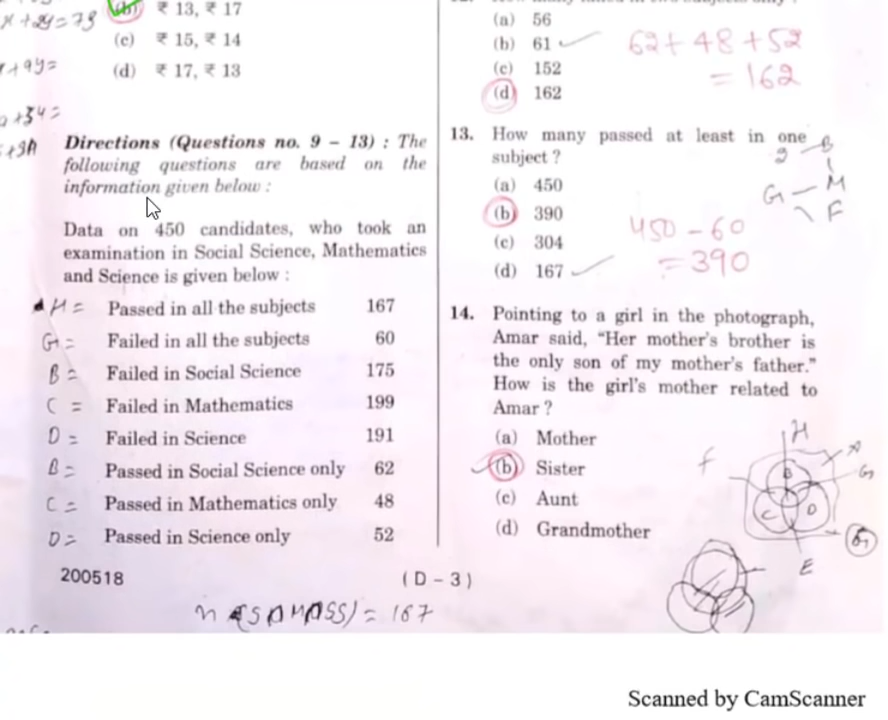 x + 2y = 73
(b) ₹ 13, ₹ 17
(c) ₹ 15, ₹ 14
(d) ₹ 17, ₹ 13
Directions (Questions no. 9 – 13) : The
following questions are based on the
information given below :
Data on 450 candidates, who took an
examination in Social Science, Mathematics
and Science is given below :
H = Passed in all the subjects 167
G = Failed in all the subjects 60
B = Failed in Social Science 175
C = Failed in Mathematics 199
D = Failed in Science 191
B = Passed in Social Science only 62
C = Passed in Mathematics only 48
D = Passed in Science only 52
200518
( D – 3 )
= 167
(a) 56
(b) 61
(c) 152
(d) 162
62 + 48 + 52
= 162
13. How many passed at least in one
subject ?
(a) 450
(b) 390
(c) 304
(d) 167
450 - 60
= 390
G
B
M
F
14. Pointing to a girl in the photograph,
Amar said, "Her mother's brother is
the only son of my mother's father."
How is the girl's mother related to
Amar ?
(a) Mother
(b) Sister
(c) Aunt
(d) Grandmother
H
A
G
F
B
C D
E
Scanned by CamScanner